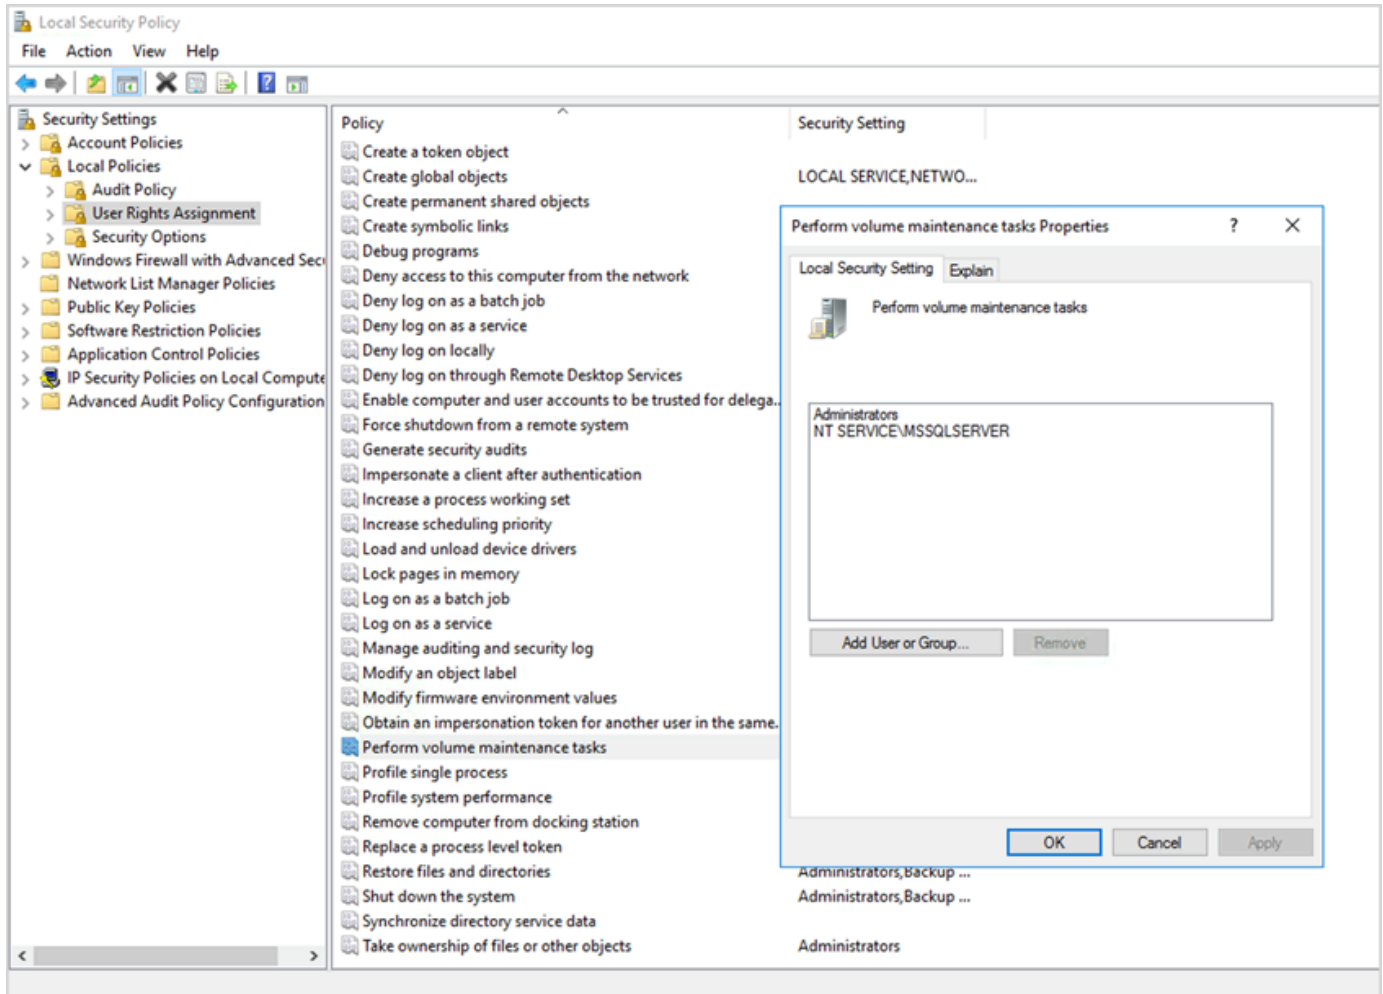 Local Security Policy
File Action View Help
Security Settings
Account Policies
Local Policies
Audit Policy
User Rights Assignment
Security Options
Windows Firewall with Advanced Secu
Network List Manager Policies
Public Key Policies
Software Restriction Policies
Application Control Policies
IP Security Policies on Local Compute
Advanced Audit Policy Configuration
Policy Security Setting
Create a token object
Create global objects LOCAL SERVICE,NETWO...
Create permanent shared objects
Create symbolic links
Debug programs
Deny access to this computer from the network
Deny log on as a batch job
Deny log on as a service
Deny log on locally
Deny log on through Remote Desktop Services
Enable computer and user accounts to be trusted for delega..
Force shutdown from a remote system
Generate security audits
Impersonate a client after authentication
Increase a process working set
Increase scheduling priority
Load and unload device drivers
Lock pages in memory
Log on as a batch job
Log on as a service
Manage auditing and security log
Modify an object label
Modify firmware environment values
Obtain an impersonation token for another user in the same.
Perform volume maintenance tasks
Profile single process
Profile system performance
Remove computer from docking station
Replace a process level token
Restore files and directories Administrators,Backup ...
Shut down the system Administrators,Backup ...
Synchronize directory service data
Take ownership of files or other objects Administrators
Perform volume maintenance tasks Properties ?
Local Security Setting Explain
Perform volume maintenance tasks
Administrators
NT SERVICE\MSSQLSERVER
Add User or Group... Remove
OK Cancel Apply